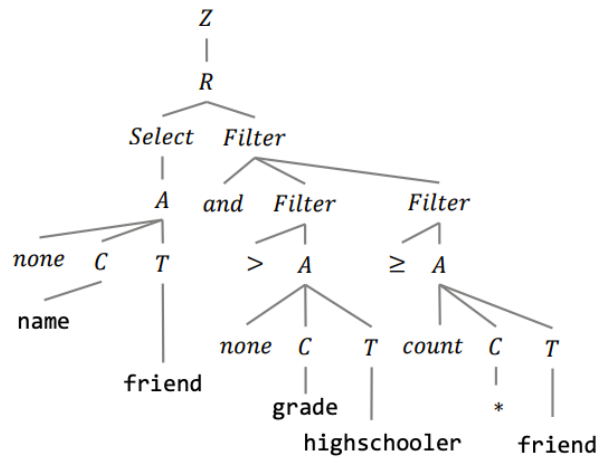 Z
R
Select Filter
A and Filter Filter
none C T > A ≥ A
name none C T count C T
friend grade *
highschooler friend